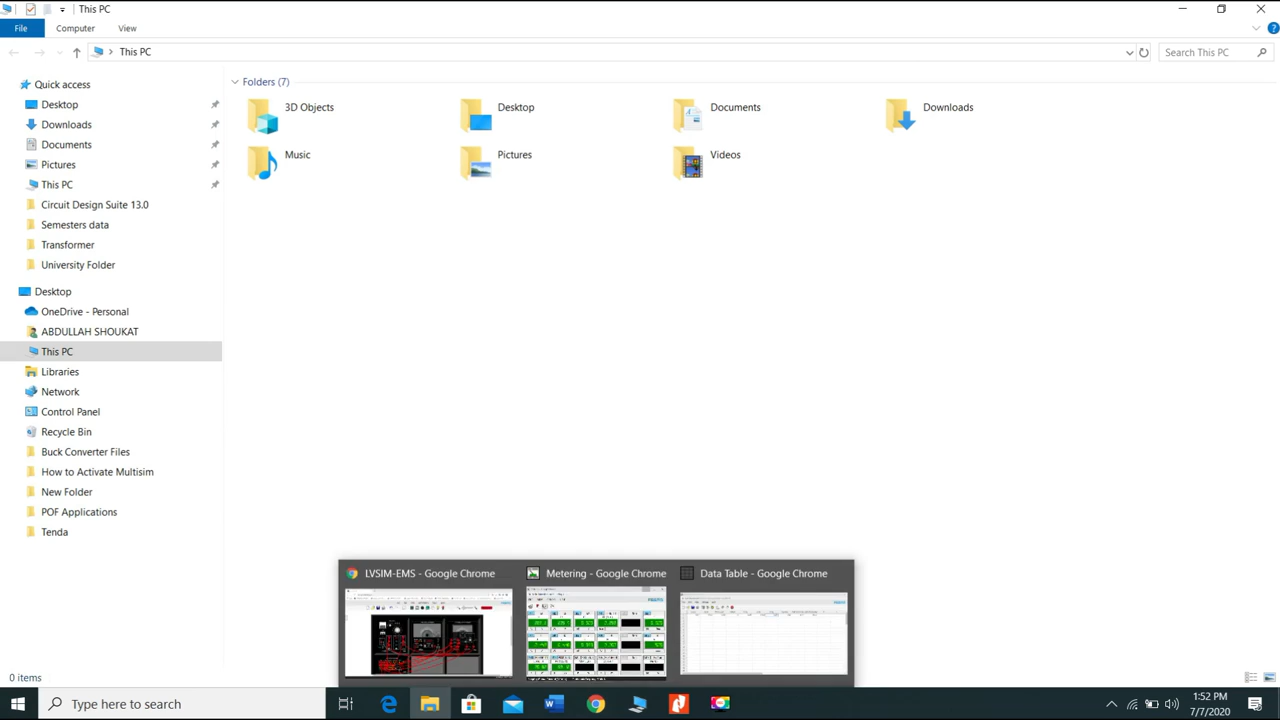 This PC
File
Computer
View
This PC
Search This PC
Quick access
Desktop
Downloads
Documents
Pictures
This PC
Circuit Design Suite 13.0
Semesters data
Transformer
University Folder
Desktop
OneDrive - Personal
ABDULLAH SHOUKAT
This PC
Libraries
Network
Control Panel
Recycle Bin
Buck Converter Files
How to Activate Multisim
New Folder
POF Applications
Tenda
Folders (7)
3D Objects
Desktop
Documents
Downloads
Music
Pictures
Videos
LVSIM-EMS - Google Chrome
Metering - Google Chrome
Data Table - Google Chrome
0 items
Type here to search
1:52 PM
7/7/2020